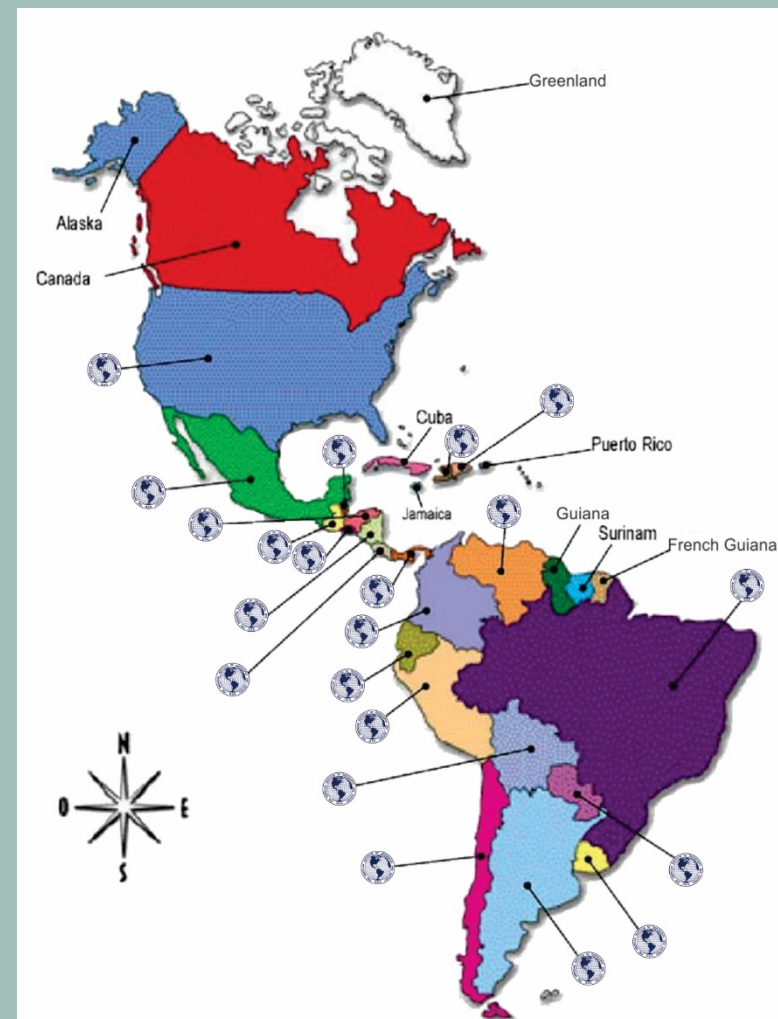 Greenland
Alaska
Canada
Cuba
Puerto Rico
Jamaica
Guiana
Surinam
French Guiana
N
O
E
S